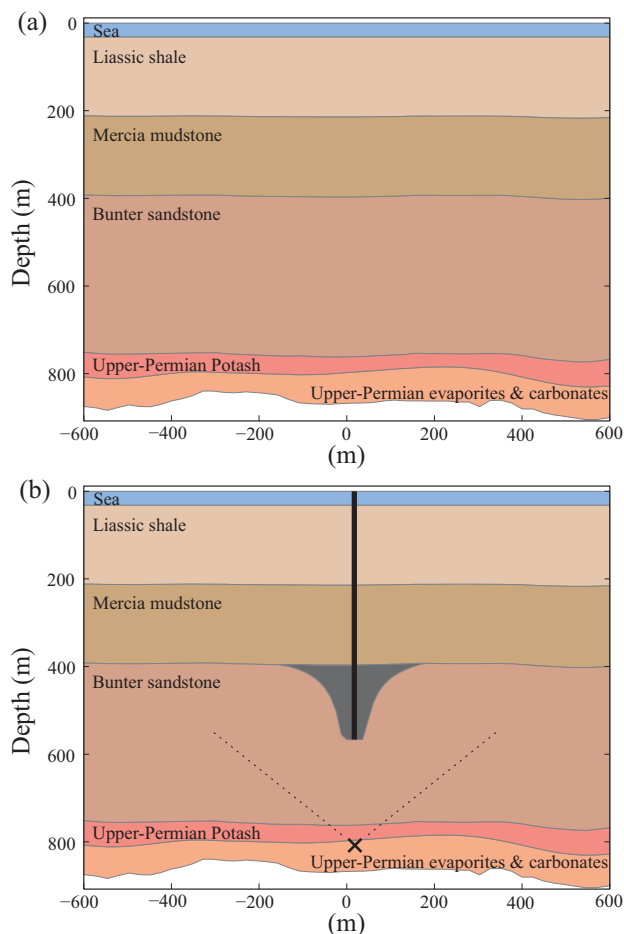 (a)
0
Sea
Liassic shale
200
Mercia mudstone
400
Bunter sandstone
Depth (m)
600
Upper-Permian Potash
800
Upper-Permian evaporites & carbonates
−600 −400 −200 0 200 400 600
(m)
(b)
0
Sea
Liassic shale
200
Mercia mudstone
400
Bunter sandstone
Depth (m)
600
Upper-Permian Potash
800
Upper-Permian evaporites & carbonates
−600 −400 −200 0 200 400 600
(m)